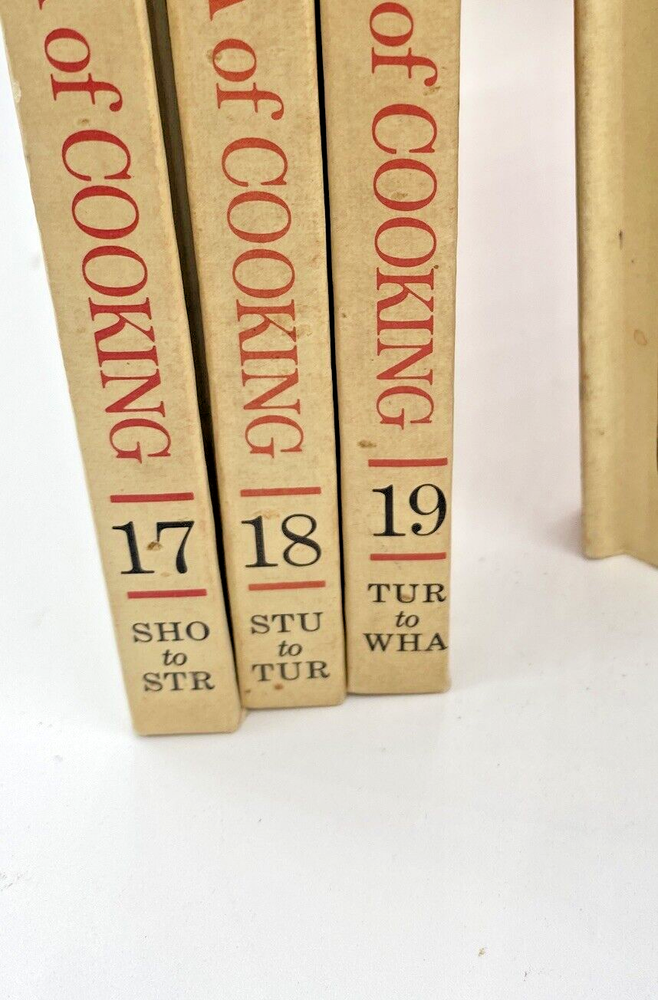 A of COOKING
17
SHO
to
STR
A of COOKING
18
STU
to
TUR
of COOKING
19
TUR
to
WHA